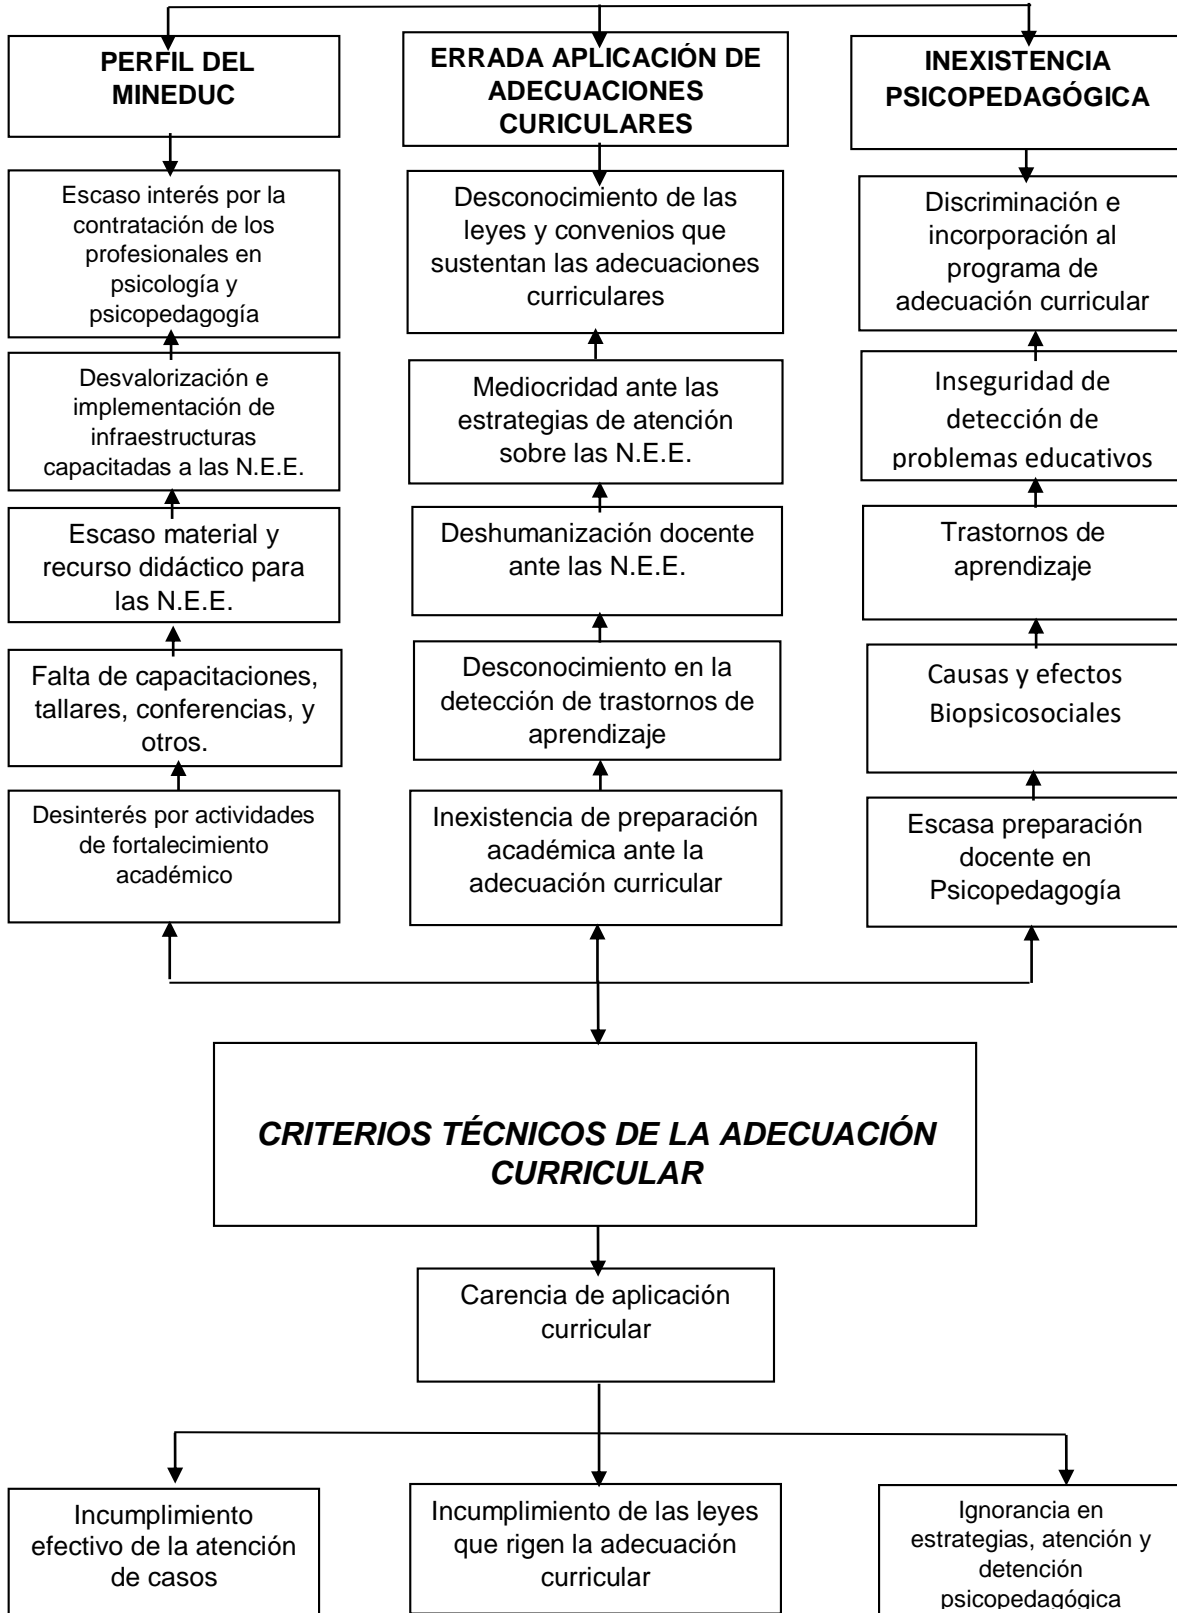 PERFIL DEL
MINEDUC
ERRADA APLICACIÓN DE
ADECUACIONES
CURICULARES
INEXISTENCIA
PSICOPEDAGÓGICA
Escaso interés por la
contratación de los
profesionales en
psicología y
psicopedagogía
Desconocimiento de las
leyes y convenios que
sustentan las adecuaciones
curriculares
Discriminación e
incorporación al
programa de
adecuación curricular
Desvalorización e
implementación de
infraestructuras
capacitadas a las N.E.E.
Mediocridad ante las
estrategias de atención
sobre las N.E.E.
Inseguridad de
detección de
problemas educativos
Escaso material y
recurso didáctico para
las N.E.E.
Deshumanización docente
ante las N.E.E.
Trastornos de
aprendizaje
Falta de capacitaciones,
tallares, conferencias, y
otros.
Desconocimiento en la
detección de trastornos de
aprendizaje
Causas y efectos
Biopsicosociales
Desinterés por actividades
de fortalecimiento
académico
Inexistencia de preparación
académica ante la
adecuación curricular
Escasa preparación
docente en
Psicopedagogía
CRITERIOS TÉCNICOS DE LA ADECUACIÓN
CURRICULAR
Carencia de aplicación
curricular
Incumplimiento
efectivo de la atención
de casos
Incumplimiento de las leyes
que rigen la adecuación
curricular
Ignorancia en
estrategias, atención y
detención
psicopedagógica